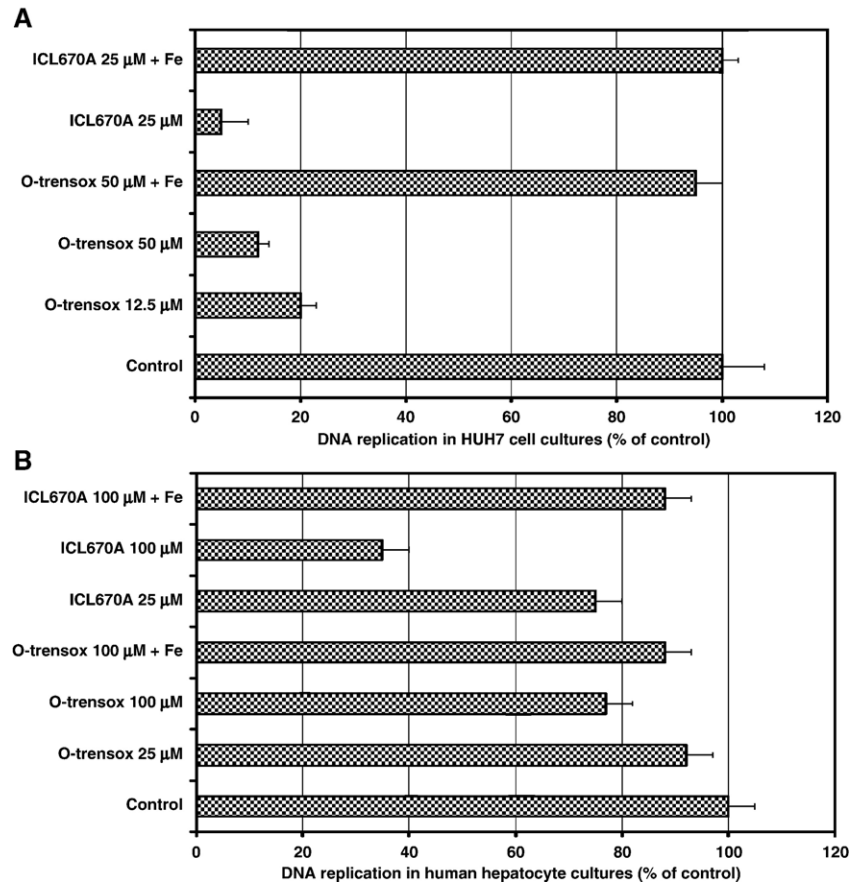 A
ICL670A 25 µM + Fe
ICL670A 25 µM
O-trensox 50 µM + Fe
O-trensox 50 µM
O-trensox 12.5 µM
Control
0 20 40 60 80 100 120
DNA replication in HUH7 cell cultures (% of control)
B
ICL670A 100 µM + Fe
ICL670A 100 µM
ICL670A 25 µM
O-trensox 100 µM + Fe
O-trensox 100 µM
O-trensox 25 µM
Control
0 20 40 60 80 100 120
DNA replication in human hepatocyte cultures (% of control)